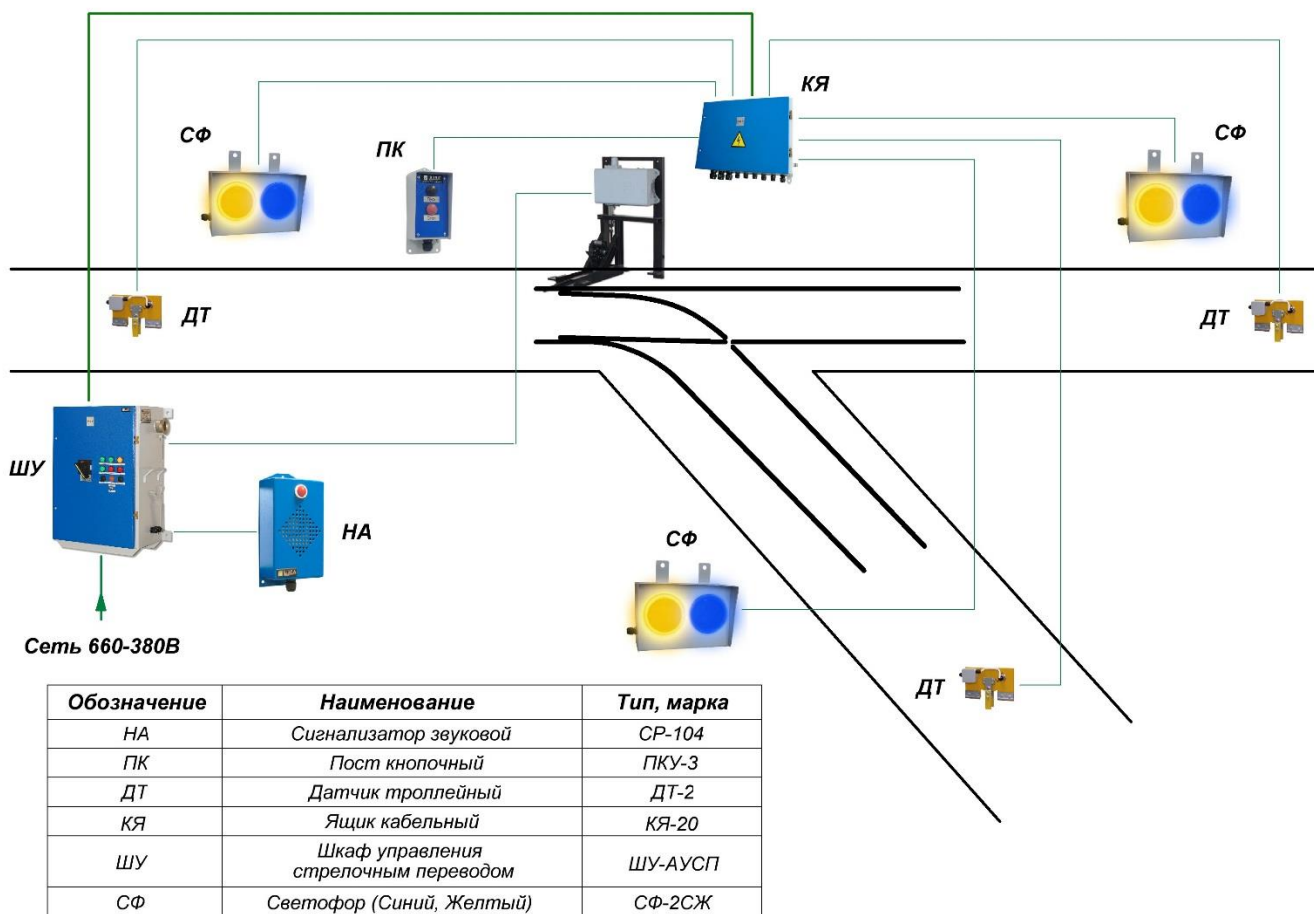 КЯ
СФ
ПК
СФ
ДТ
ДТ
ШУ
НА
СФ
Сеть 660-380В
ДТ
Обозначение Наименование Тип, марка
НА Сигнализатор звуковой СР-104
ПК Пост кнопочный ПКУ-3
ДТ Датчик троллейный ДТ-2
КЯ Ящик кабельный КЯ-20
ШУ Шкаф управления
стрелочным переводом ШУ-АУСП
СФ Светофор (Синий, Желтый) СФ-2СЖ